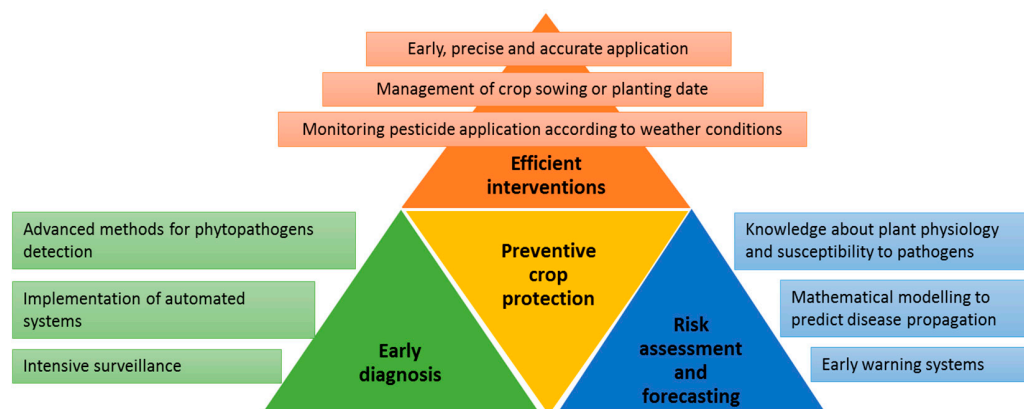 Early, precise and accurate application
Management of crop sowing or planting date
Monitoring pesticide application according to weather conditions
Efficient
interventions
Advanced methods for phytopathogens
detection
Implementation of automated
systems
Intensive surveillance
Early
diagnosis
Preventive
crop
protection
Risk
assessment
and
forecasting
Knowledge about plant physiology
and susceptibility to pathogens
Mathematical modelling to
predict disease propagation
Early warning systems